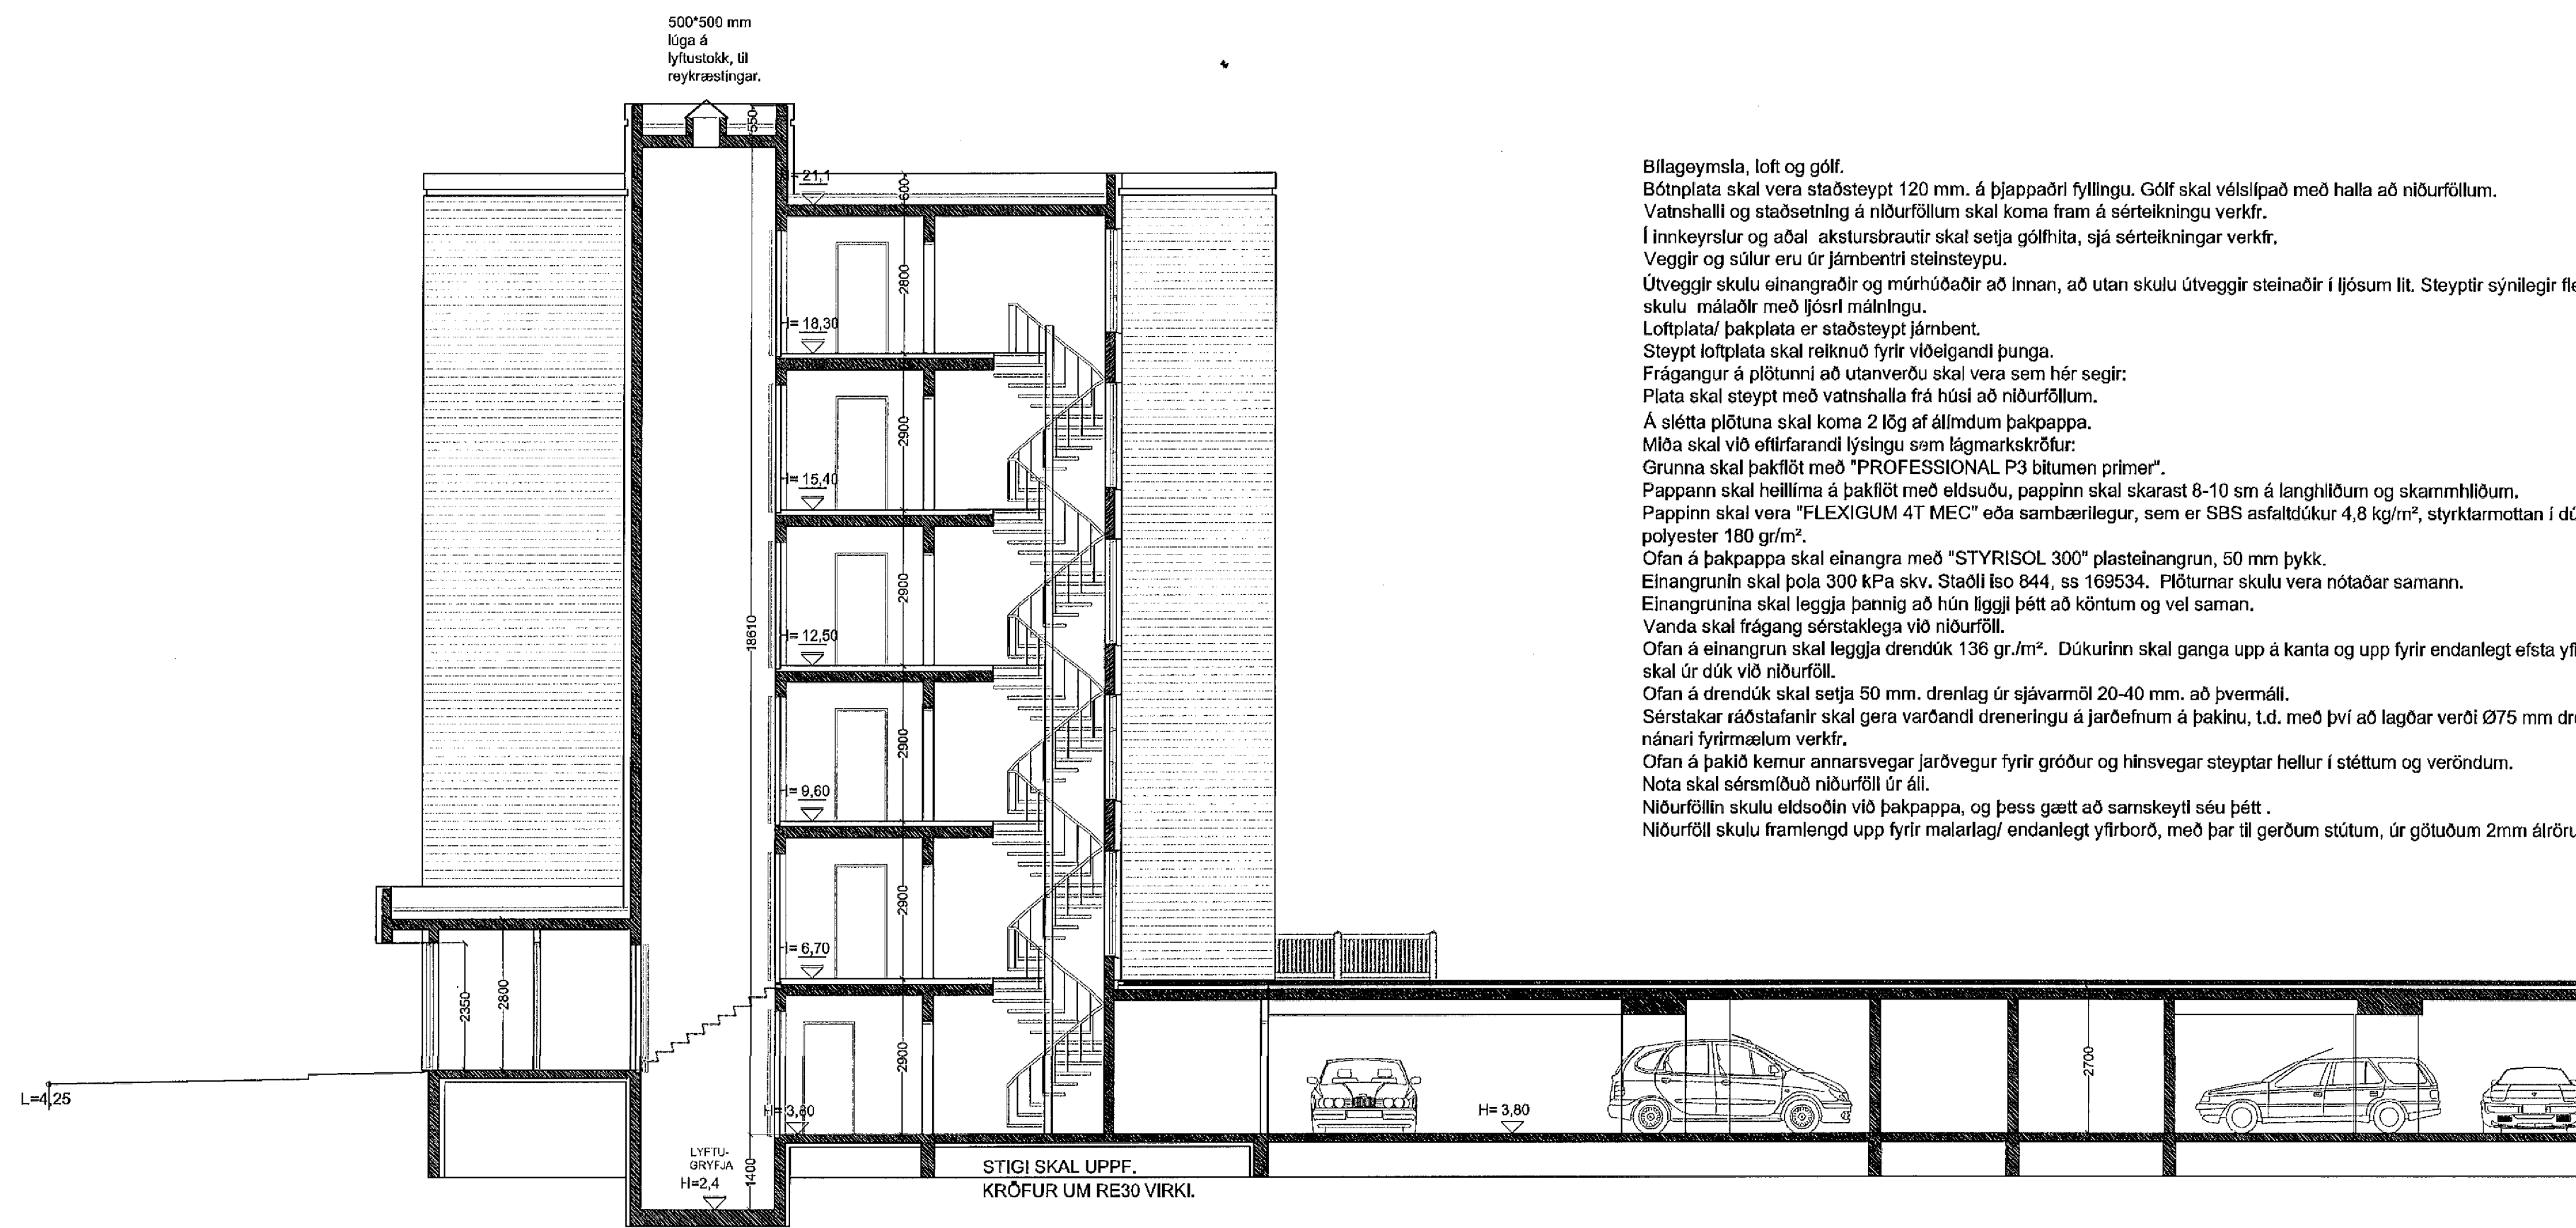 500*500 mm
lúga á
lyftustokk, til
reykræstingar.
550
21,1
600
2800
H= 18,30
2900
H= 15,40
2900
18610
H= 12,50
2900
H= 9,60
2900
H= 6,70
2350
2800
2900
H= 3,80
L=4,25
LYFTU-
GRYFJA
H=2,4
1400
STIGI SKAL UPPF.
KRÖFUR UM RE30 VIRKI.
H= 3,80
2700
Bílageymsla, loft og gólf.
Bótnplata skal vera staðsteypt 120 mm. á þjappaðri fyllingu. Gólf skal vélslípað með halla að niðurföllum.
Vatnshalli og staðsetning á niðurföllum skal koma fram á sérteikningu verkfr.
Í innkeyrslur og aðal akstursbrautir skal setja gólfhita, sjá sérteikningar verkfr.
Veggir og súlur eru úr járnbentri steinsteypu.
Útveggir skulu einangraðir og múrhúðaðir að innan, að utan skulu útveggir steinaðir í ljósum lit. Steyptir sýnilegir fle
skulu málaðir með ljósri málningu.
Loftplata/ þakplata er staðsteypt járnbent.
Steypt loftplata skal reiknuð fyrir viðeigandi þunga.
Frágangur á plötunni að utanverðu skal vera sem hér segir:
Plata skal steypt með vatnshalla frá húsi að niðurföllum.
Á slétta plötuna skal koma 2 lög af álímdum þakpappa.
Miða skal við eftirfarandi lýsingu sem lágmarkskröfur:
Grunna skal þakflöt með "PROFESSIONAL P3 bitumen primer".
Pappann skal heillíma á þakflöt með eldsuðu, pappinn skal skarast 8-10 sm á langhliðum og skammhliðum.
Pappinn skal vera "FLEXIGUM 4T MEC" eða sambærilegur, sem er SBS asfaltdúkur 4,8 kg/m², styrktarmottan í dú
polyester 180 gr/m².
Ofan á þakpappa skal einangra með "STYRISOL 300" plasteinangrun, 50 mm þykk.
Einangrunin skal þola 300 kPa skv. Staðli iso 844, ss 169534. Plöturnar skulu vera nótaðar samann.
Einangrunina skal leggja þannig að hún liggji þétt að köntum og vel saman.
Vanda skal frágang sérstaklega við niðurföll.
Ofan á einangrun skal leggja drendúk 136 gr./m². Dúkurinn skal ganga upp á kanta og upp fyrir endanlegt efsta yfi
skal úr dúk við niðurföll.
Ofan á drendúk skal setja 50 mm. drenlag úr sjávarmöl 20-40 mm. að þvermáli.
Sérstakar ráðstafanir skal gera varðandi dreneringu á jarðefnum á þakinu, t.d. með því að lagðar verði Ø75 mm dre
nánari fyrirmælum verkfr.
Ofan á þakið kemur annarsvegar jarðvegur fyrir gróður og hinsvegar steyptar hellur í stéttum og veröndum.
Nota skal sérsmíðuð niðurföll úr áli.
Niðurföllin skulu eldsoðin við þakpappa, og þess gætt að samskeyti séu þétt .
Niðurföll skulu framlengd upp fyrir malarlag/ endanlegt yfirborð, með þar til gerðum stútum, úr götuðum 2mm álröru